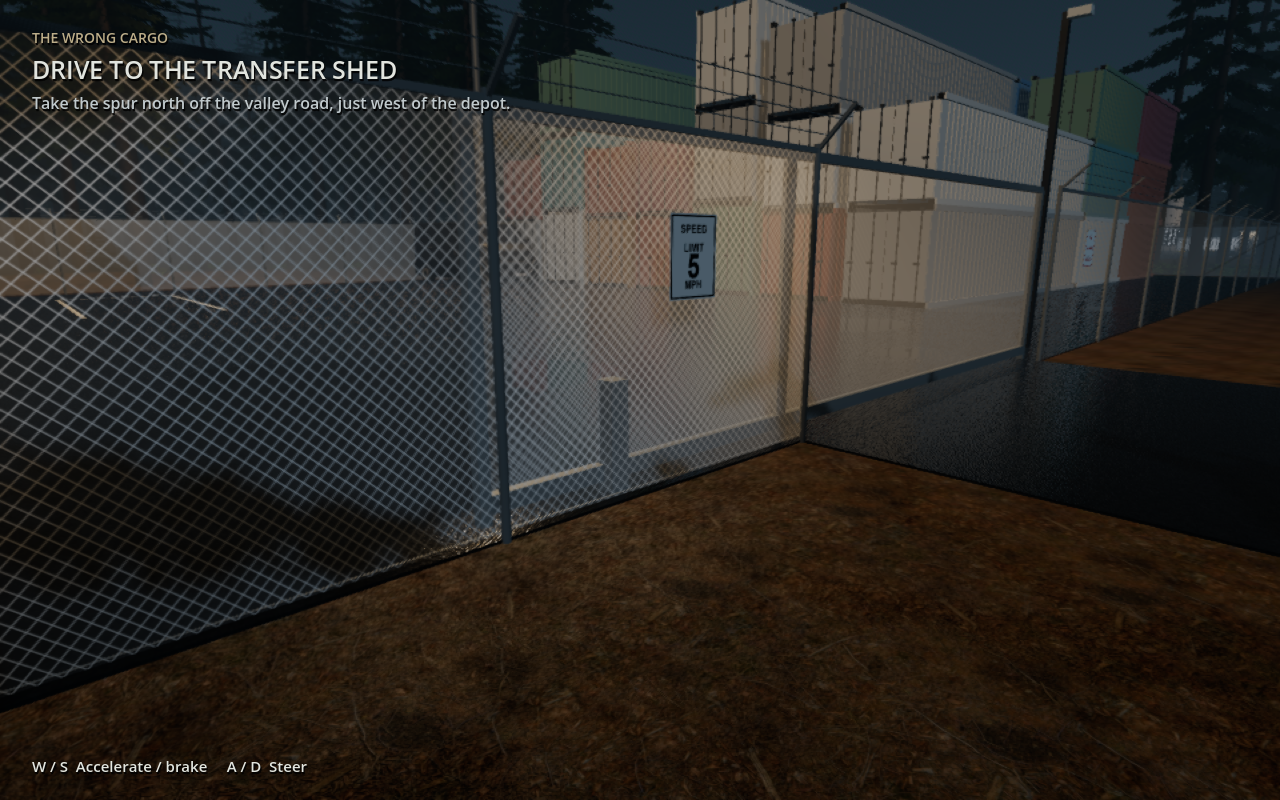 THE WRONG CARGO
DRIVE TO THE TRANSFER SHED
Take the spur north off the valley road, just west of the depot.
SPEED
LIMIT
5
MPH
W / S Accelerate / brake A / D Steer